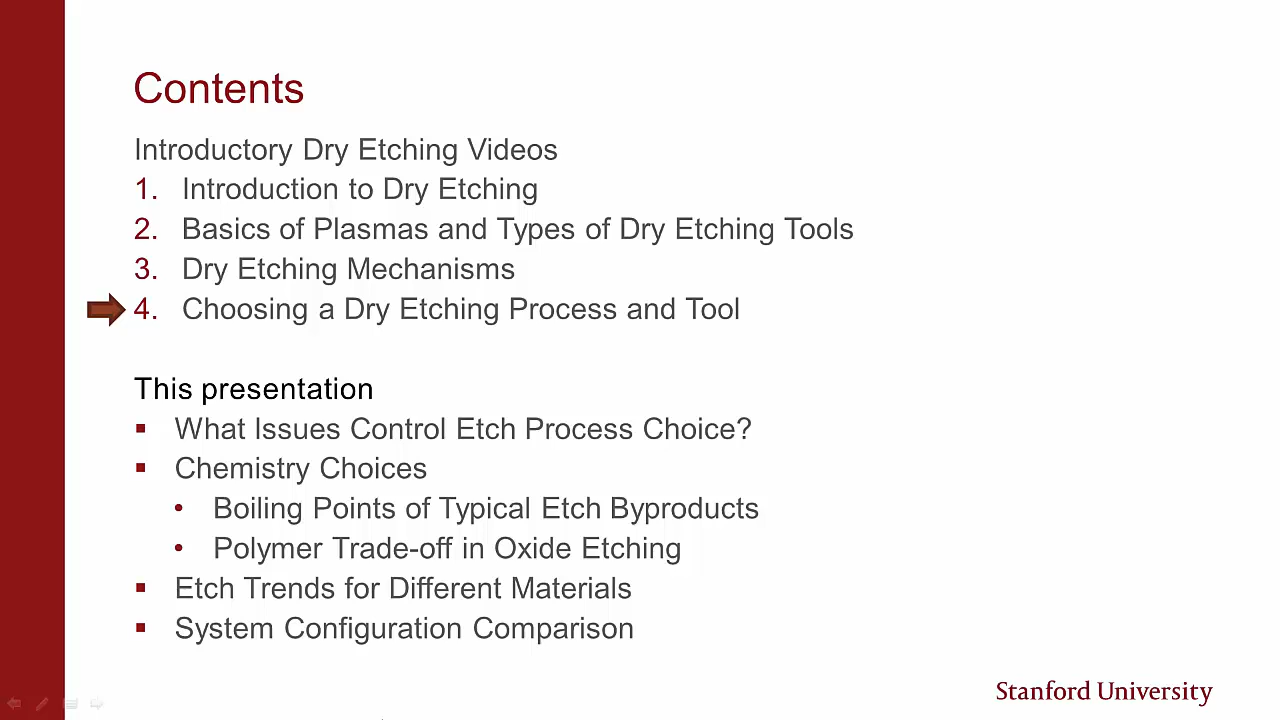 Contents
Introductory Dry Etching Videos
1. Introduction to Dry Etching
2. Basics of Plasmas and Types of Dry Etching Tools
3. Dry Etching Mechanisms
4. Choosing a Dry Etching Process and Tool
This presentation
▪ What Issues Control Etch Process Choice?
▪ Chemistry Choices
• Boiling Points of Typical Etch Byproducts
• Polymer Trade-off in Oxide Etching
▪ Etch Trends for Different Materials
▪ System Configuration Comparison
Stanford University